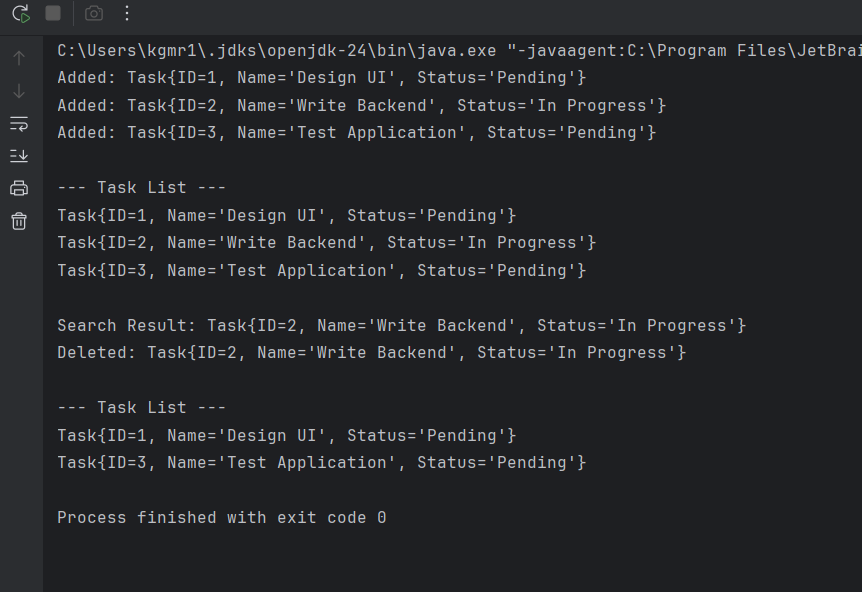 C:\Users\kgmr1\.jdks\openjdk-24\bin\java.exe "-javaagent:C:\Program Files\JetBrai
Added: Task{ID=1, Name='Design UI', Status='Pending'}
Added: Task{ID=2, Name='Write Backend', Status='In Progress'}
Added: Task{ID=3, Name='Test Application', Status='Pending'}
--- Task List ---
Task{ID=1, Name='Design UI', Status='Pending'}
Task{ID=2, Name='Write Backend', Status='In Progress'}
Task{ID=3, Name='Test Application', Status='Pending'}
Search Result: Task{ID=2, Name='Write Backend', Status='In Progress'}
Deleted: Task{ID=2, Name='Write Backend', Status='In Progress'}
--- Task List ---
Task{ID=1, Name='Design UI', Status='Pending'}
Task{ID=3, Name='Test Application', Status='Pending'}
Process finished with exit code 0